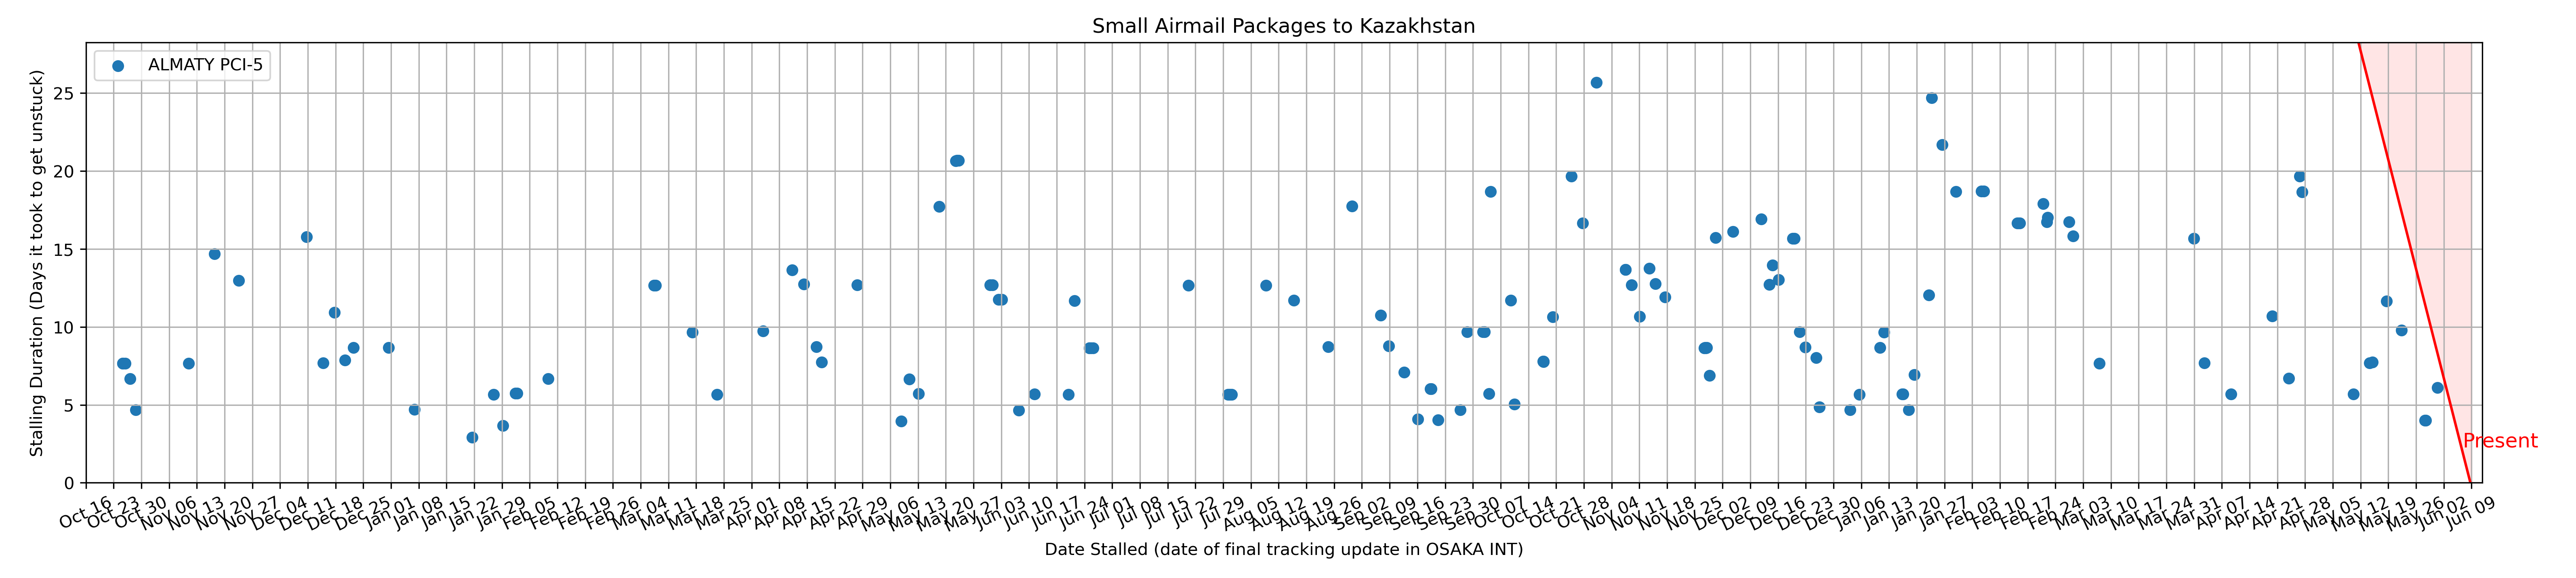 Small Airmail Packages to Kazakhstan
ALMATY PCI-5
Stalling Duration (Days it took to get unstuck)
25
20
15
10
5
0
Present
Oct 16
Oct 23
Oct 30
Nov 06
Nov 13
Nov 20
Nov 27
Dec 04
Dec 11
Dec 18
Dec 25
Jan 01
Jan 08
Jan 15
Jan 22
Jan 29
Feb 05
Feb 12
Feb 19
Feb 26
Mar 04
Mar 11
Mar 18
Mar 25
Apr 01
Apr 08
Apr 15
Apr 22
Apr 29
May 06
May 13
May 20
May 27
Jun 03
Jun 10
Jun 17
Jun 24
Jul 01
Jul 08
Jul 15
Jul 22
Jul 29
Aug 05
Aug 12
Aug 19
Aug 26
Sep 02
Sep 09
Sep 16
Sep 23
Sep 30
Oct 07
Oct 14
Oct 21
Oct 28
Nov 04
Nov 11
Nov 18
Nov 25
Dec 02
Dec 09
Dec 16
Dec 23
Dec 30
Jan 06
Jan 13
Jan 20
Jan 27
Feb 03
Feb 10
Feb 17
Feb 24
Mar 03
Mar 10
Mar 17
Mar 24
Mar 31
Apr 07
Apr 14
Apr 21
Apr 28
May 05
May 12
May 19
May 26
Jun 02
Jun 09
Date Stalled (date of final tracking update in OSAKA INT)